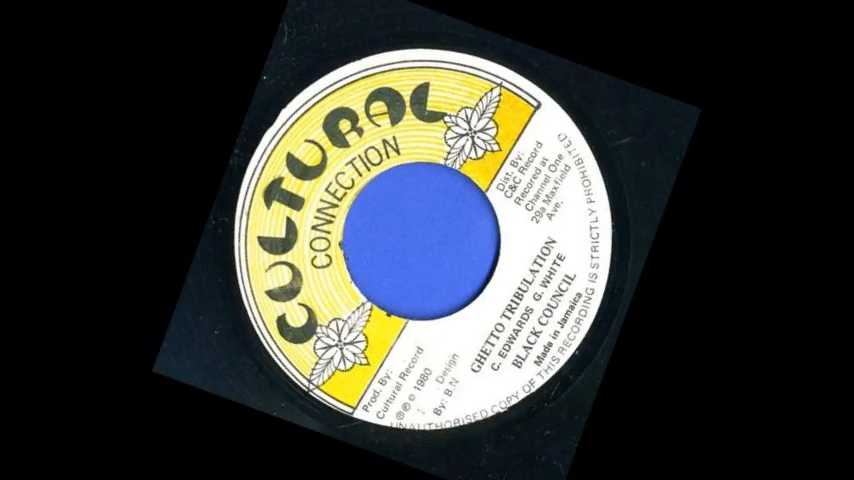 CULTURAL
CONNECTION
Dist. By:
C&C Record
Recored at
Channel One
29a Maxfield
Ave.
GHETTO TRIBULATION
C. EDWARDS G. WHITE
BLACK COUNCIL
Made in Jamaica
Prod. By:
Cultural Record
℗© 1980
Design
By: B.N
UNAUTHORISED COPY OF THIS RECORDING IS STRICTLY PROHIBITED